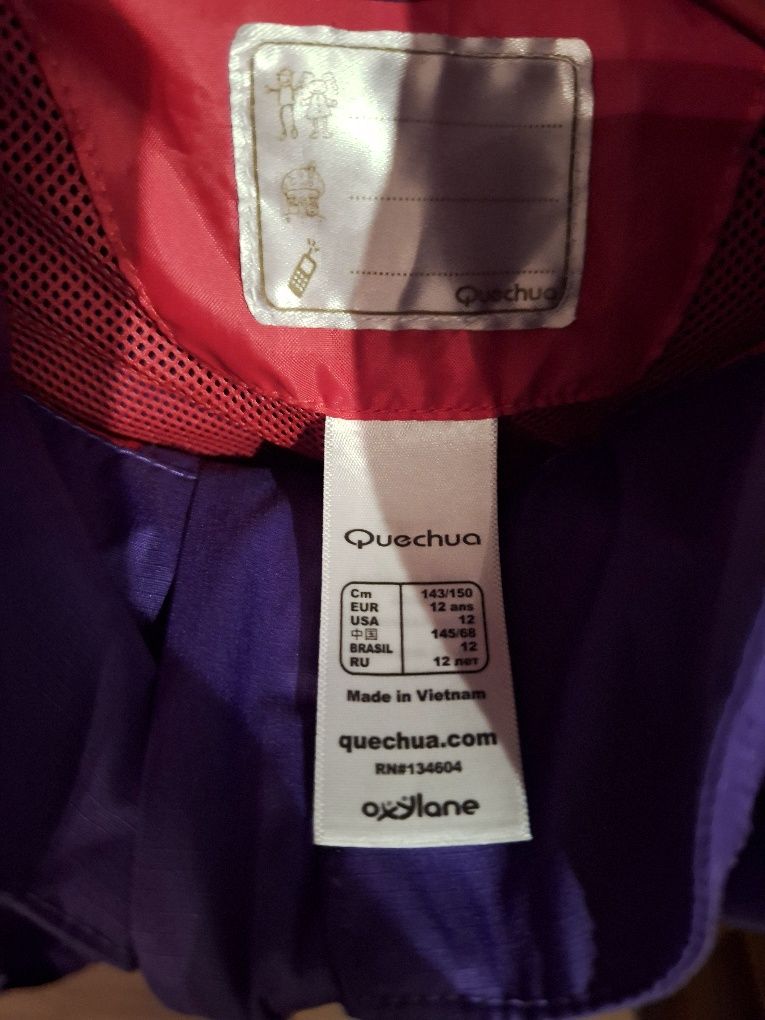 Quechua
Quechua
Cm 143/150
EUR 12 ans
USA 12
中国 145/68
BRASIL 12
RU 12 лет
Made in Vietnam
quechua.com
RN#134604
oxylane